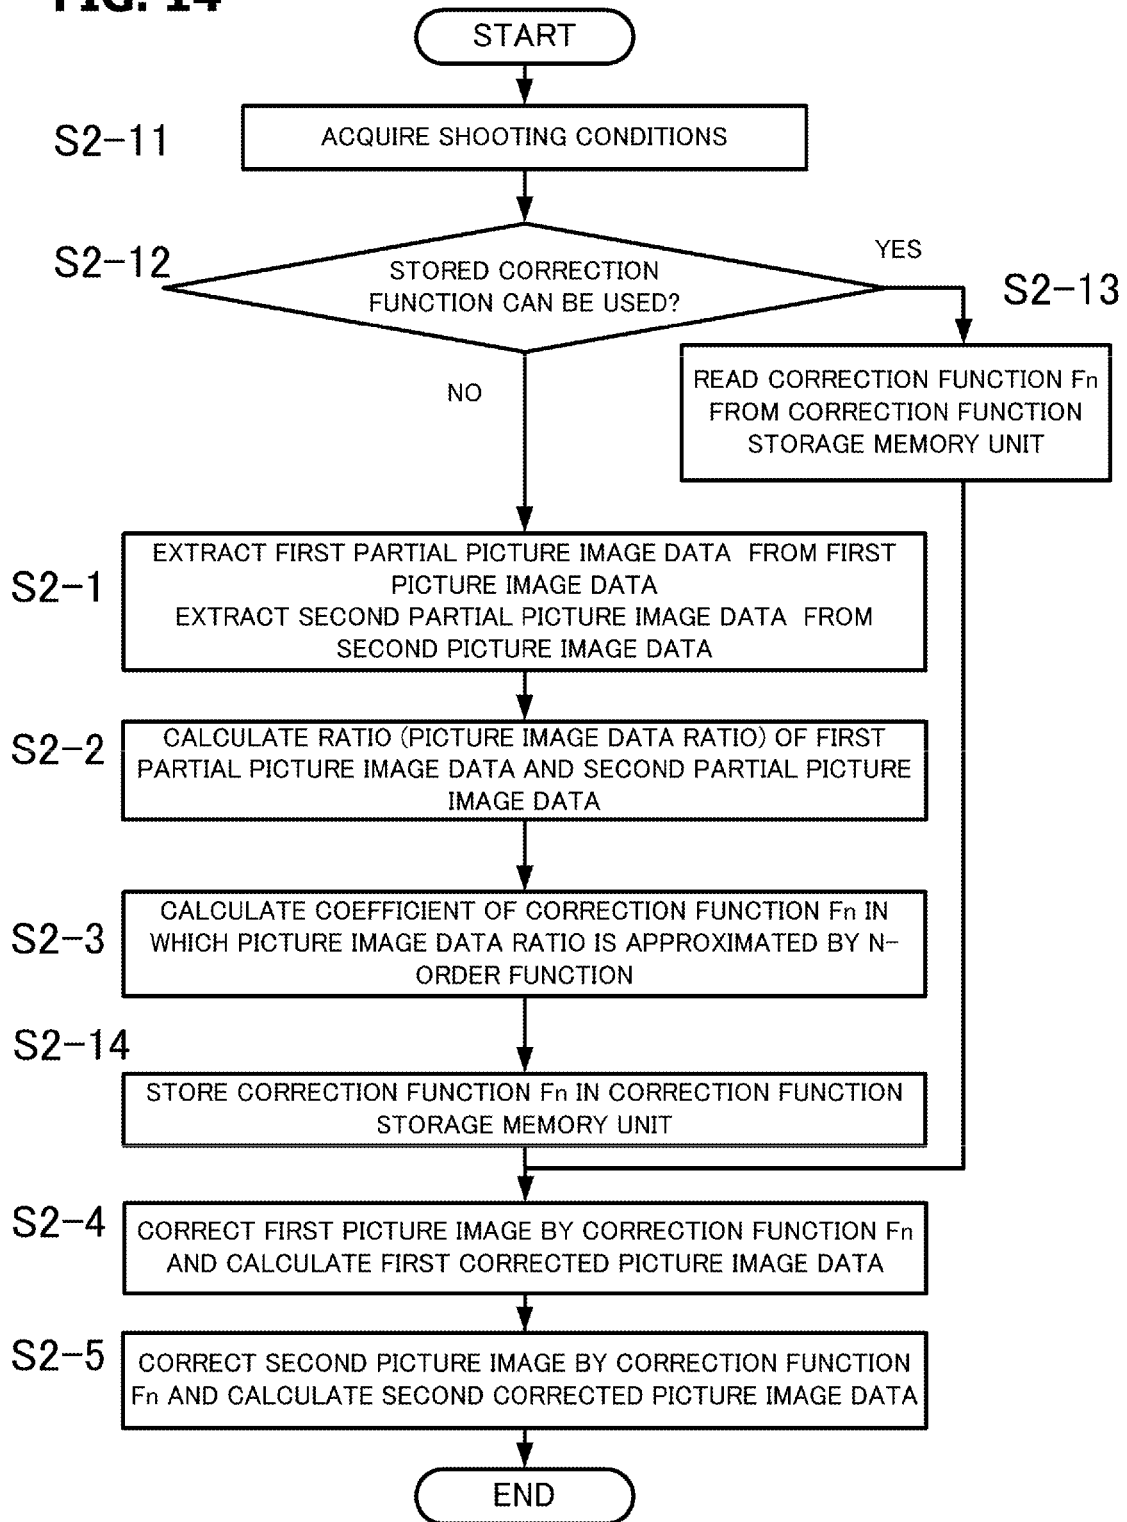 FIG. 14
START
S2-11
ACQUIRE SHOOTING CONDITIONS
S2-12
STORED CORRECTION
FUNCTION CAN BE USED?
YES
S2-13
NO
READ CORRECTION FUNCTION Fn
FROM CORRECTION FUNCTION
STORAGE MEMORY UNIT
S2-1
EXTRACT FIRST PARTIAL PICTURE IMAGE DATA FROM FIRST
PICTURE IMAGE DATA
EXTRACT SECOND PARTIAL PICTURE IMAGE DATA FROM
SECOND PICTURE IMAGE DATA
S2-2
CALCULATE RATIO (PICTURE IMAGE DATA RATIO) OF FIRST
PARTIAL PICTURE IMAGE DATA AND SECOND PARTIAL PICTURE
IMAGE DATA
S2-3
CALCULATE COEFFICIENT OF CORRECTION FUNCTION Fn IN
WHICH PICTURE IMAGE DATA RATIO IS APPROXIMATED BY N-
ORDER FUNCTION
S2-14
STORE CORRECTION FUNCTION Fn IN CORRECTION FUNCTION
STORAGE MEMORY UNIT
S2-4
CORRECT FIRST PICTURE IMAGE BY CORRECTION FUNCTION Fn
AND CALCULATE FIRST CORRECTED PICTURE IMAGE DATA
S2-5
CORRECT SECOND PICTURE IMAGE BY CORRECTION FUNCTION
Fn AND CALCULATE SECOND CORRECTED PICTURE IMAGE DATA
END